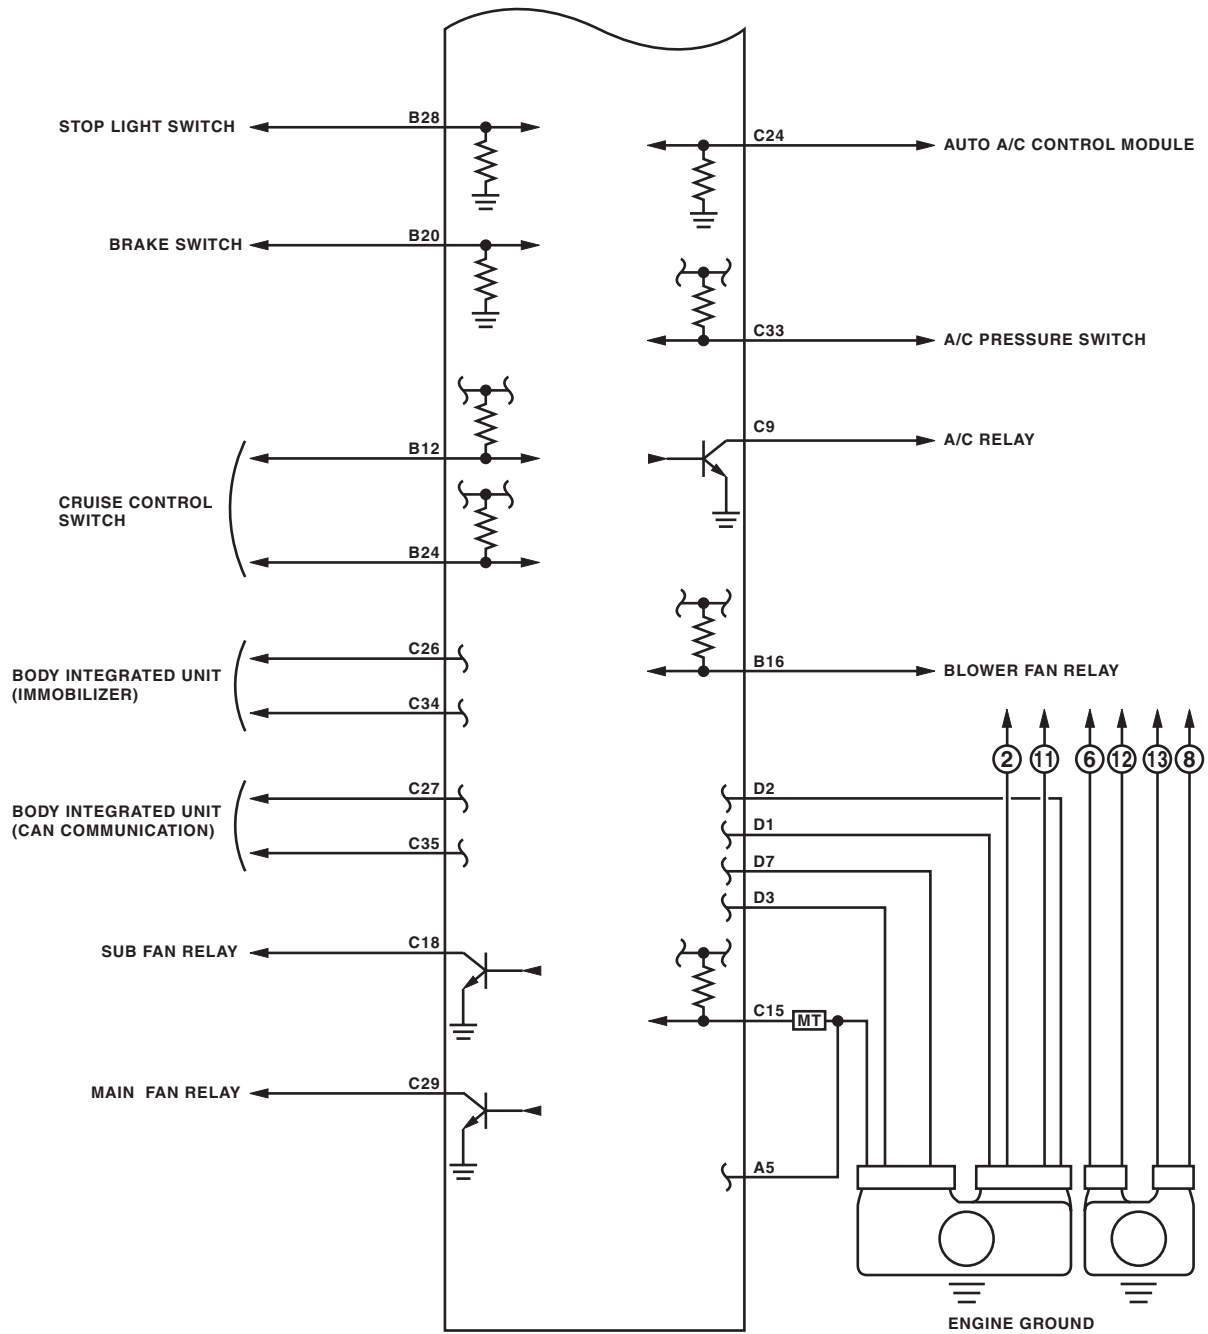 B28
STOP LIGHT SWITCH
C24
AUTO A/C CONTROL MODULE
B20
BRAKE SWITCH
C33
A/C PRESSURE SWITCH
C9
A/C RELAY
B12
CRUISE CONTROL
SWITCH
B24
C26
BODY INTEGRATED UNIT
(IMMOBILIZER)
C34
B16
BLOWER FAN RELAY
2 11 6 12 13 8
C27
BODY INTEGRATED UNIT
(CAN COMMUNICATION)
C35
D2
D1
D7
D3
C18
SUB FAN RELAY
C15
MT
C29
MAIN FAN RELAY
A5
ENGINE GROUND